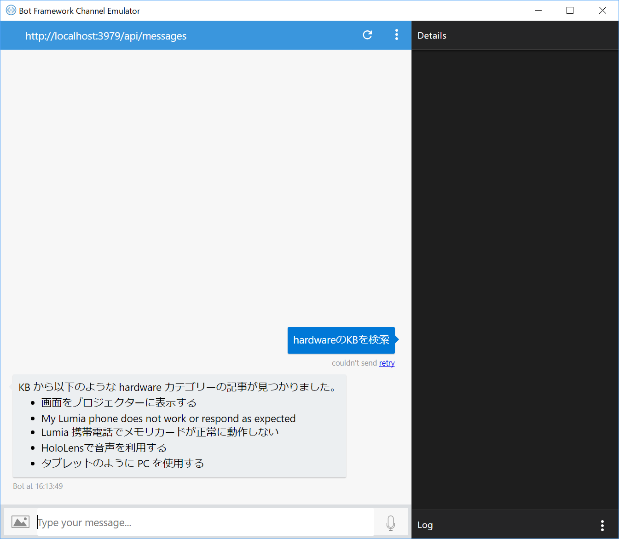 Bot Framework Channel Emulator
http://localhost:3979/api/messages
Details
hardwareのKBを検索
couldn't send retry
KB から以下のような hardware カテゴリーの記事が見つかりました。
画面をプロジェクターに表示する
My Lumia phone does not work or respond as expected
Lumia 携帯電話でメモリカードが正常に動作しない
HoloLensで音声を利用する
タブレットのように PC を使用する
Bot at 16:13:49
Type your message...
Log